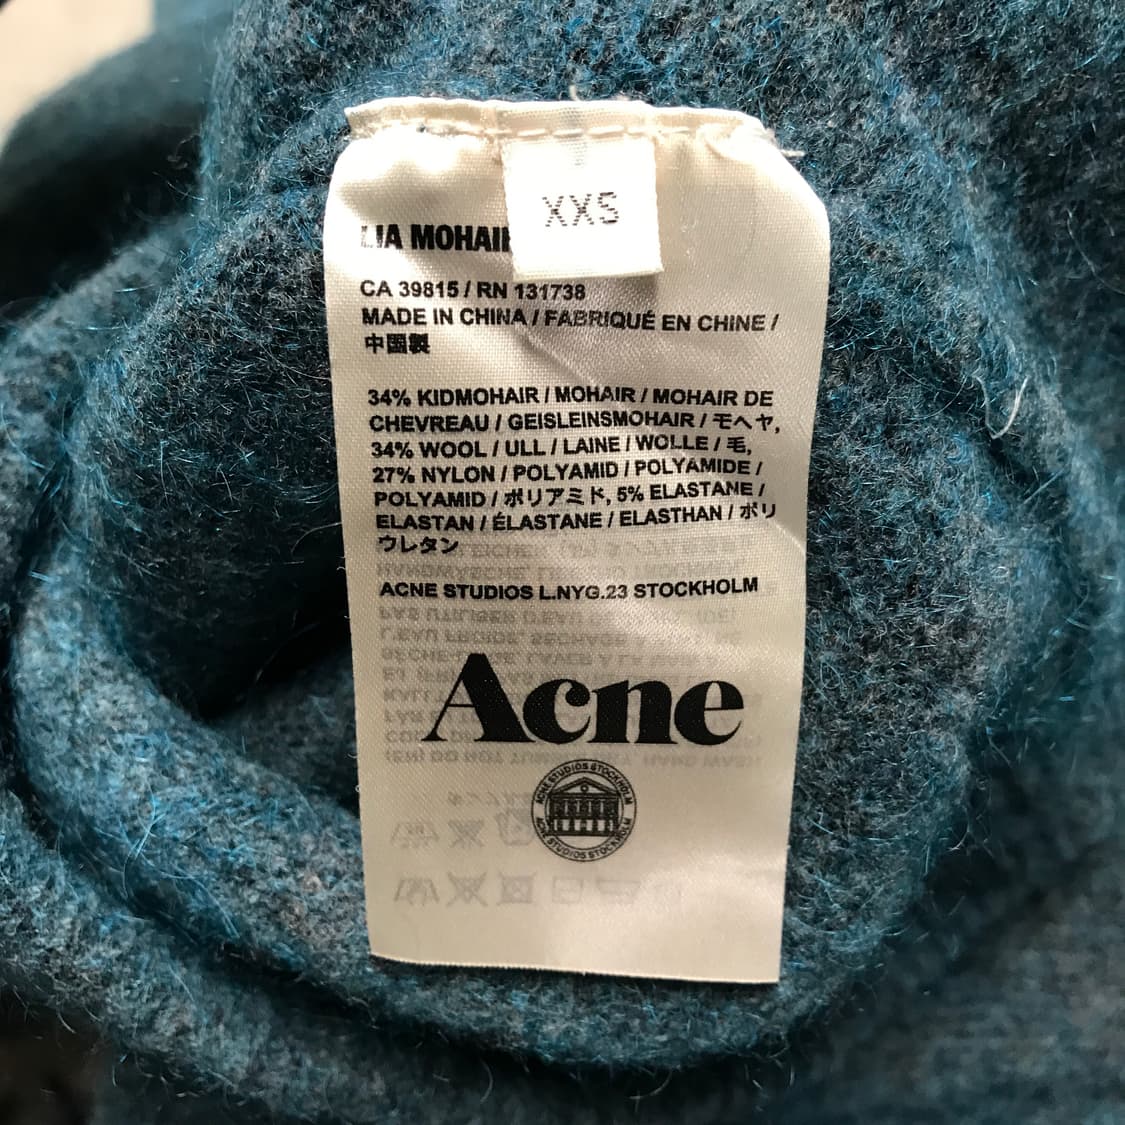 XXS
LIA MOHAIR
CA 39815 / RN 131738
MADE IN CHINA / FABRIQUÉ EN CHINE /
中国製
34% KIDMOHAIR / MOHAIR / MOHAIR DE
CHEVREAU / GEISLEINSMOHAIR / モヘヤ,
34% WOOL / ULL / LAINE / WOLLE / 毛,
27% NYLON / POLYAMID / POLYAMIDE /
POLYAMID / ポリアミド, 5% ELASTANE /
ELASTAN / ÉLASTANE / ELASTHAN / ポリ
ウレタン
ACNE STUDIOS L.NYG.23 STOCKHOLM
Acne
ACNE STUDIOS STOCKHOLM
ACNE STUDIOS STOCKHOLM